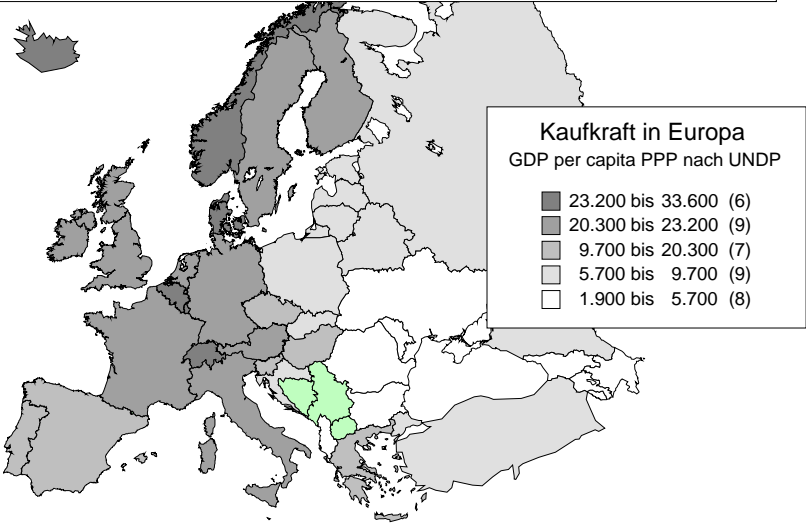 Kaufkraft in Europa
GDP per capita PPP nach UNDP
23.200 bis 33.600 (6)
20.300 bis 23.200 (9)
9.700 bis 20.300 (7)
5.700 bis 9.700 (9)
1.900 bis 5.700 (8)